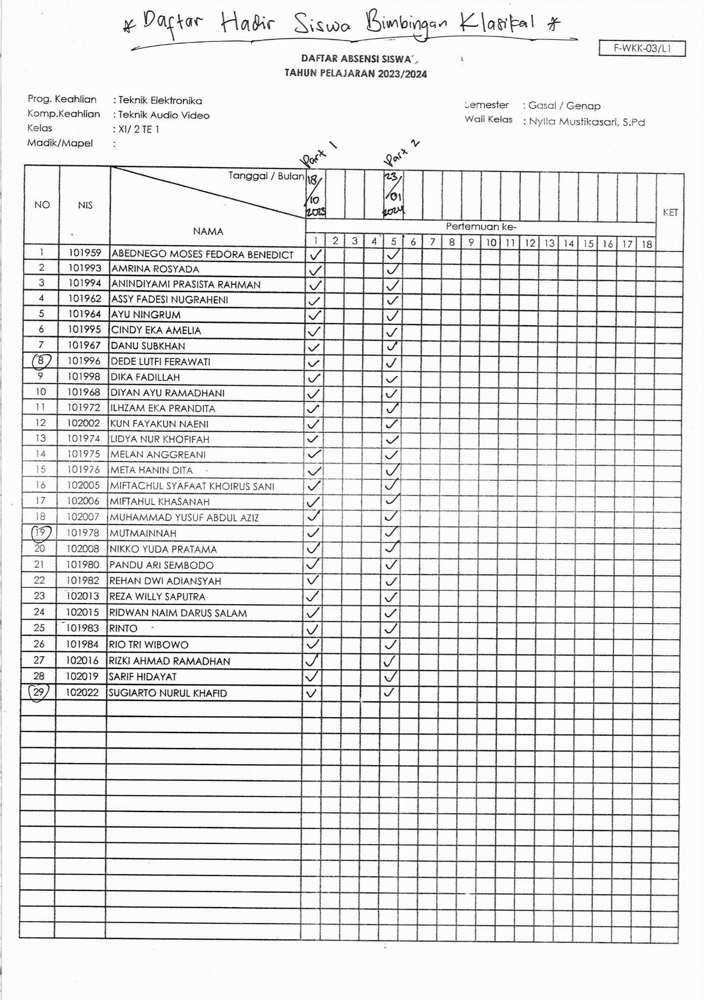 * Daftar Hadir Siswa Bimbingan Klasikal *
F-WKK-03/L1
DAFTAR ABSENSI SISWA
TAHUN PELAJARAN 2023/2024
Prog. Keahlian : Teknik Elektronika
Komp.Keahlian : Teknik Audio Video
Kelas : XI/ 2 TE 1
Madik/Mapel :
Semester : Gasal / Genap
Wali Kelas : Nylla Mustikasari, S.Pd
Part 1 Part 2
NO NIS NAMA Tanggal / Bulan 18/10 2023 23/01 2024 KET
Pertemuan ke-
1 2 3 4 5 6 7 8 9 10 11 12 13 14 15 16 17 18
1 101959 ABEDNEGO MOSES FEDORA BENEDICT ✓ ✓
2 101993 AMRINA ROSYADA ✓ ✓
3 101994 ANINDIYAMI PRASISTA RAHMAN ✓ ✓
4 101962 ASSY FADESI NUGRAHENI ✓ ✓
5 101964 AYU NINGRUM ✓ ✓
6 101995 CINDY EKA AMELIA ✓ ✓
7 101967 DANU SUBKHAN ✓ ✓
8 101996 DEDE LUTFI FERAWATI ✓ ✓
9 101998 DIKA FADILLAH ✓ ✓
10 101968 DIYAN AYU RAMADHANI ✓ ✓
11 101972 ILHZAM EKA PRANDITA ✓ ✓
12 102002 KUN FAYAKUN NAENI ✓ ✓
13 101974 LIDYA NUR KHOFIFAH ✓ ✓
14 101975 MELAN ANGGREANI ✓ ✓
15 101976 META HANIN DITA ✓ ✓
16 102005 MIFTACHUL SYAFAAT KHOIRUS SANI ✓ ✓
17 102006 MIFTAHUL KHASANAH ✓ ✓
18 102007 MUHAMMAD YUSUF ABDUL AZIZ ✓ ✓
19 101978 MUTMAINNAH ✓ ✓
20 102008 NIKKO YUDA PRATAMA ✓ ✓
21 101980 PANDU ARI SEMBODO ✓ ✓
22 101982 REHAN DWI ADIANSYAH ✓ ✓
23 102013 REZA WILLY SAPUTRA ✓ ✓
24 102015 RIDWAN NAIM DARUS SALAM ✓ ✓
25 101983 RINTO ✓ ✓
26 101984 RIO TRI WIBOWO ✓ ✓
27 102016 RIZKI AHMAD RAMADHAN ✓ ✓
28 102019 SARIF HIDAYAT ✓ ✓
29 102022 SUGIARTO NURUL KHAFID ✓ ✓